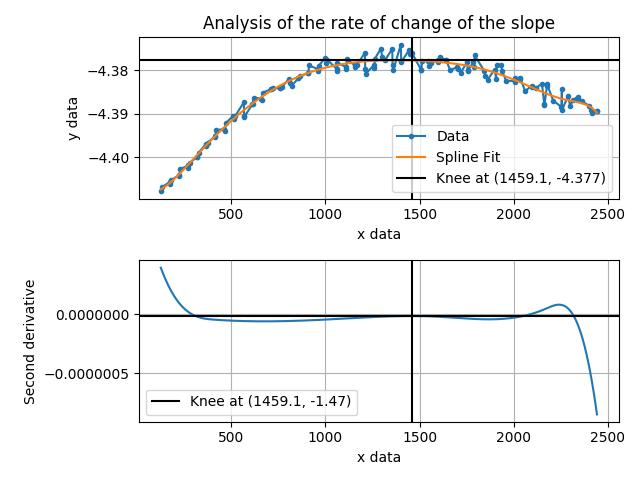 Analysis of the rate of change of the slope
y data
−4.38
−4.39
−4.40
Data
Spline Fit
Knee at (1459.1, -4.377)
500
1000
1500
2000
2500
x data
Second derivative
0.0000000
−0.0000005
Knee at (1459.1, -1.47)
500
1000
1500
2000
2500
x data